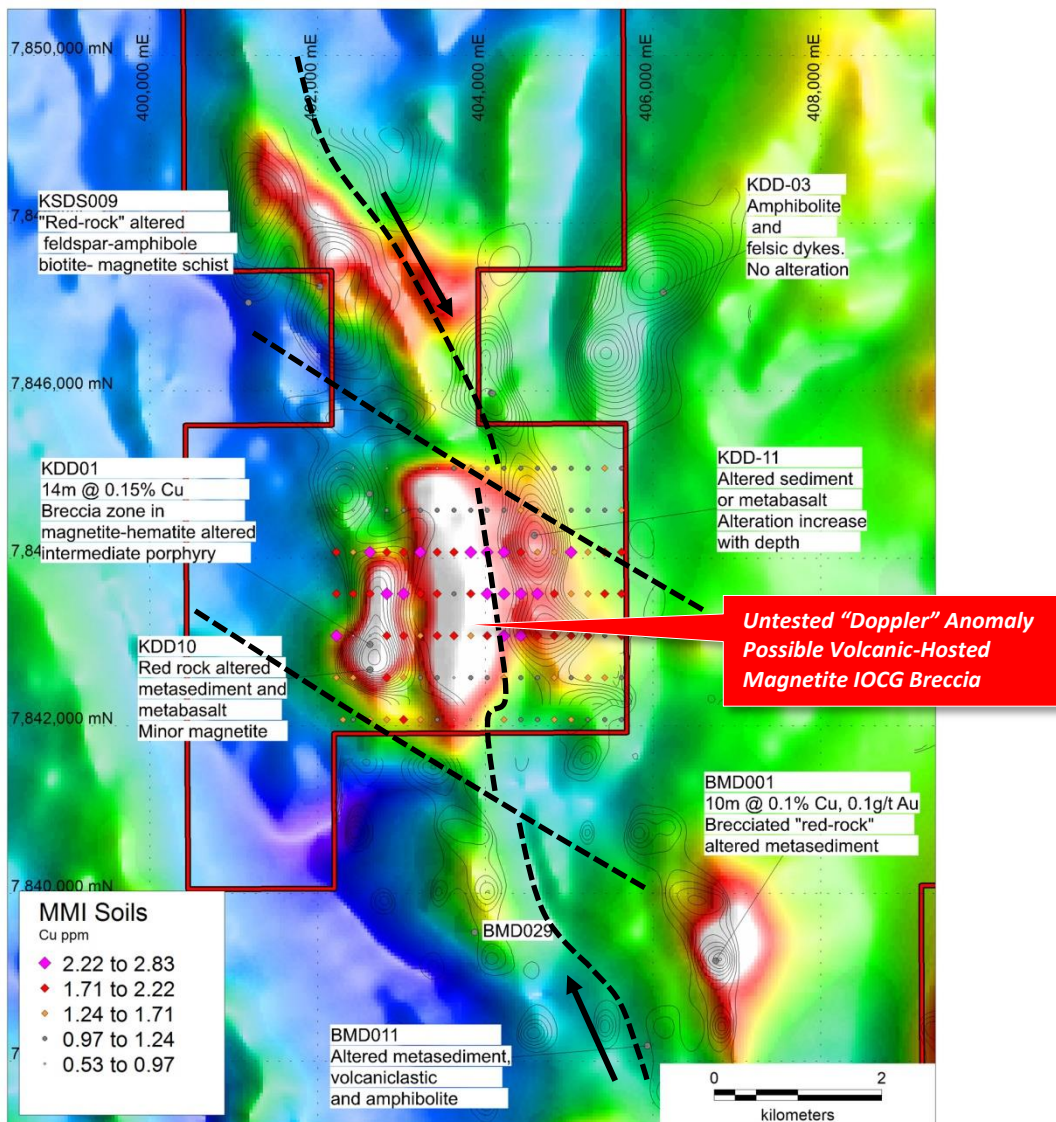 7,850,000 mN
400,000 mE
402,000 mE
404,000 mE
406,000 mE
408,000 mE
KSDS009
"Red-rock" altered
feldspar-amphibole
biotite- magnetite schist
7,84
KDD-03
Amphibolite
and
felsic dykes.
No alteration
7,846,000 mN
KDD01
14m @ 0.15% Cu
Breccia zone in
magnetite-hematite altered
intermediate porphyry
KDD-11
Altered sediment
or metabasalt
Alteration increase
with depth
7,84
Untested “Doppler” Anomaly
Possible Volcanic-Hosted
Magnetite IOCG Breccia
KDD10
Red rock altered
metasediment and
metabasalt
Minor magnetite
7,842,000 mN
BMD001
10m @ 0.1% Cu, 0.1g/t Au
Brecciated "red-rock"
altered metasediment
7,840,000 mN
MMI Soils
Cu ppm
2.22 to 2.83
1.71 to 2.22
1.24 to 1.71
0.97 to 1.24
0.53 to 0.97
BMD029
BMD011
Altered metasediment,
volcaniclastic
and amphibolite
0 2
kilometers